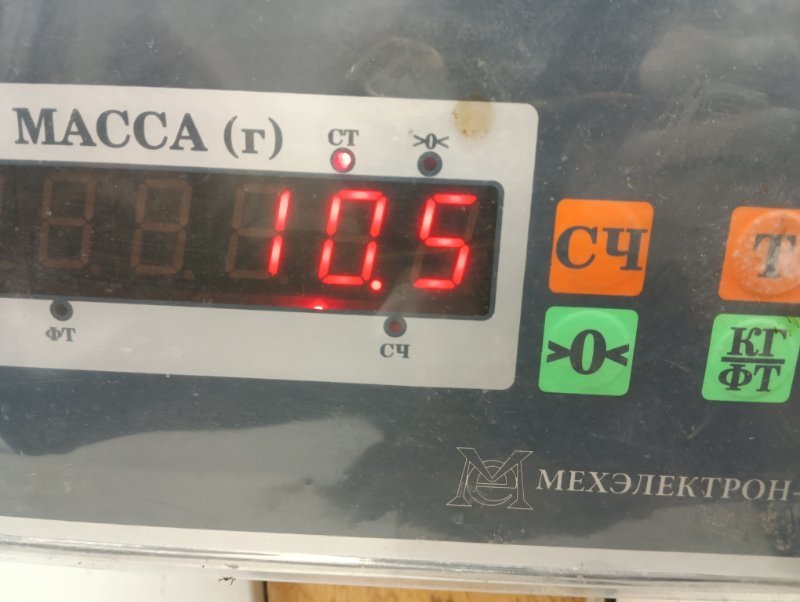 МАССА (г)
СТ
>0<
10.5
ФТ
СЧ
СЧ
Т
>0<
КГ
ФТ
МЕХЭЛЕКТРОН-